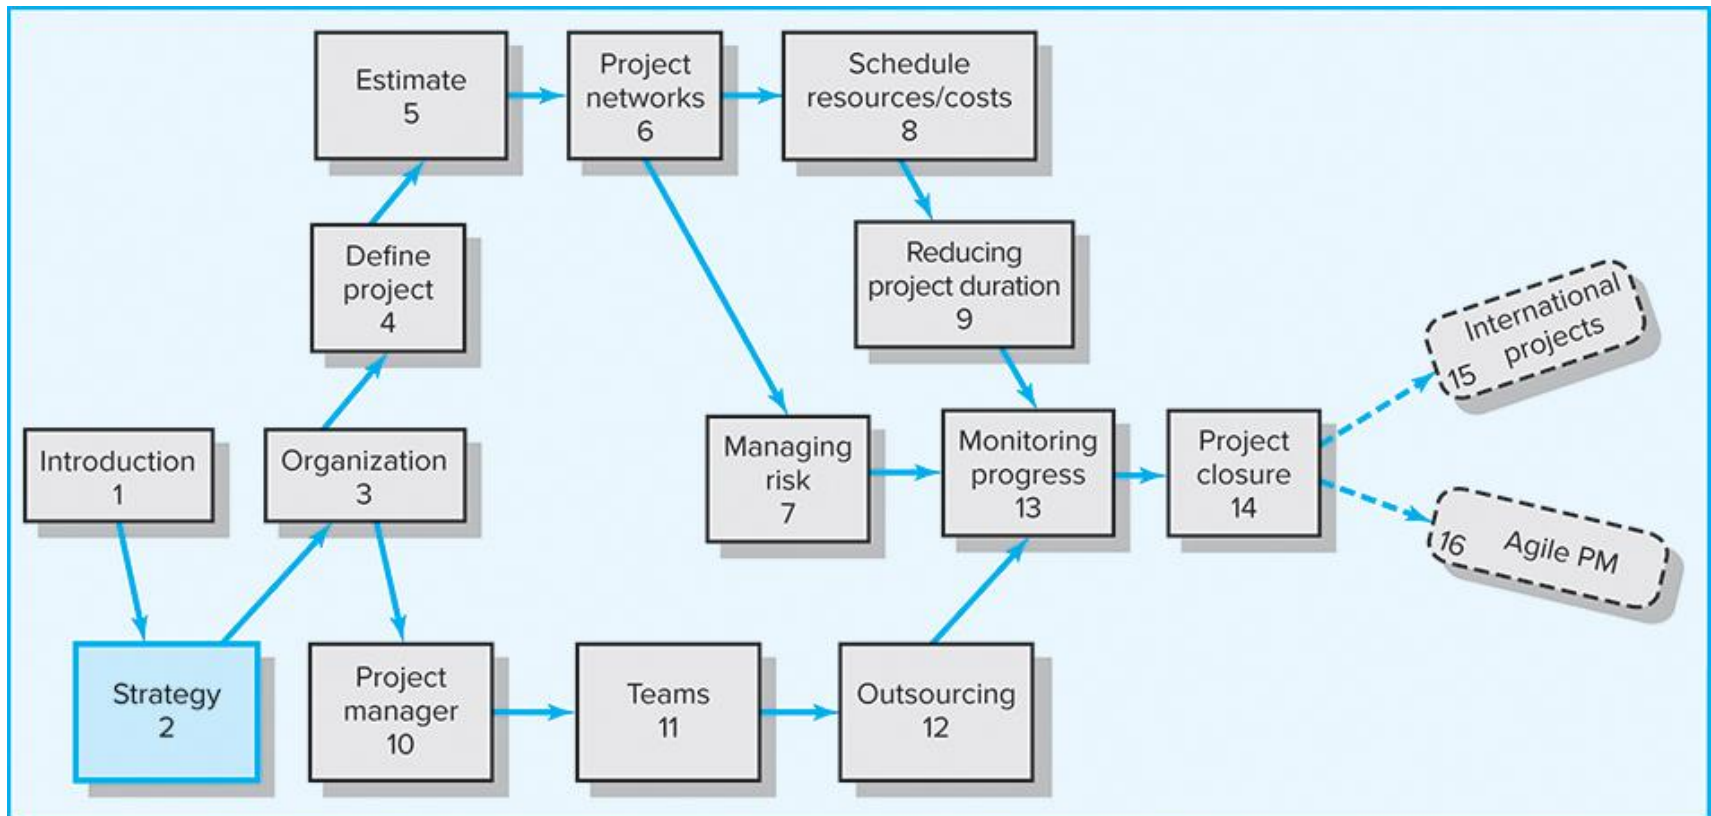 Estimate
5
Project
networks
6
Schedule
resources/costs
8
Define
project
4
Reducing
project duration
9
International
projects
15
Introduction
1
Organization
3
Managing
risk
7
Monitoring
progress
13
Project
closure
14
16
Agile PM
Strategy
2
Project
manager
10
Teams
11
Outsourcing
12